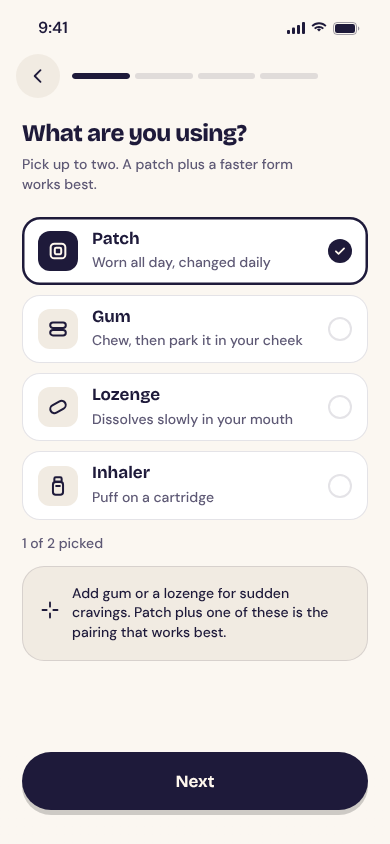 9:41
What are you using?
Pick up to two. A patch plus a faster form
works best.
Patch
Worn all day, changed daily
Gum
Chew, then park it in your cheek
Lozenge
Dissolves slowly in your mouth
Inhaler
Puff on a cartridge
1 of 2 picked
Add gum or a lozenge for sudden
cravings. Patch plus one of these is the
pairing that works best.
Next